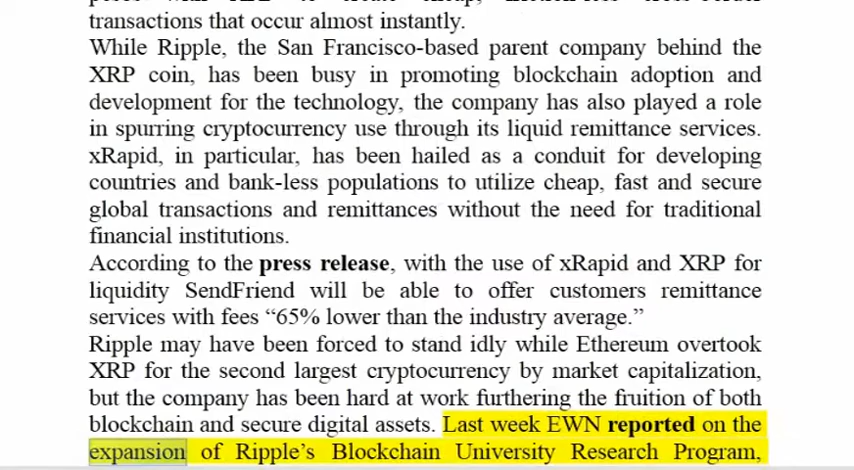 transactions that occur almost instantly.
While Ripple, the San Francisco-based parent company behind the
XRP coin, has been busy in promoting blockchain adoption and
development for the technology, the company has also played a role
in spurring cryptocurrency use through its liquid remittance services.
xRapid, in particular, has been hailed as a conduit for developing
countries and bank-less populations to utilize cheap, fast and secure
global transactions and remittances without the need for traditional
financial institutions.
According to the press release, with the use of xRapid and XRP for
liquidity SendFriend will be able to offer customers remittance
services with fees “65% lower than the industry average.”
Ripple may have been forced to stand idly while Ethereum overtook
XRP for the second largest cryptocurrency by market capitalization,
but the company has been hard at work furthering the fruition of both
blockchain and secure digital assets. Last week EWN reported on the
expansion of Ripple’s Blockchain University Research Program,